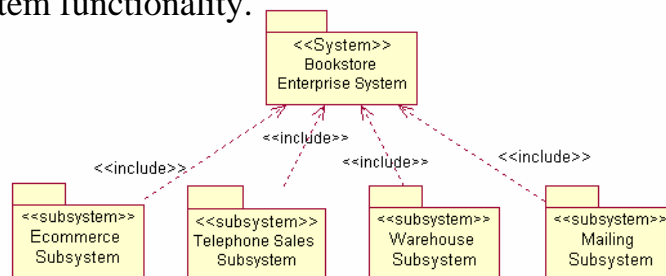 stem functionality.
<<System>>
Bookstore
Enterprise System
<<include>>
<<include>>
<<include>>
<<include>>
<<subsystem>>
Ecommerce
Subsystem
<<subsystem>>
Telephone Sales
Subsystem
<<subsystem>>
Warehouse
Subsystem
<<subsystem>>
Mailing
Subsystem